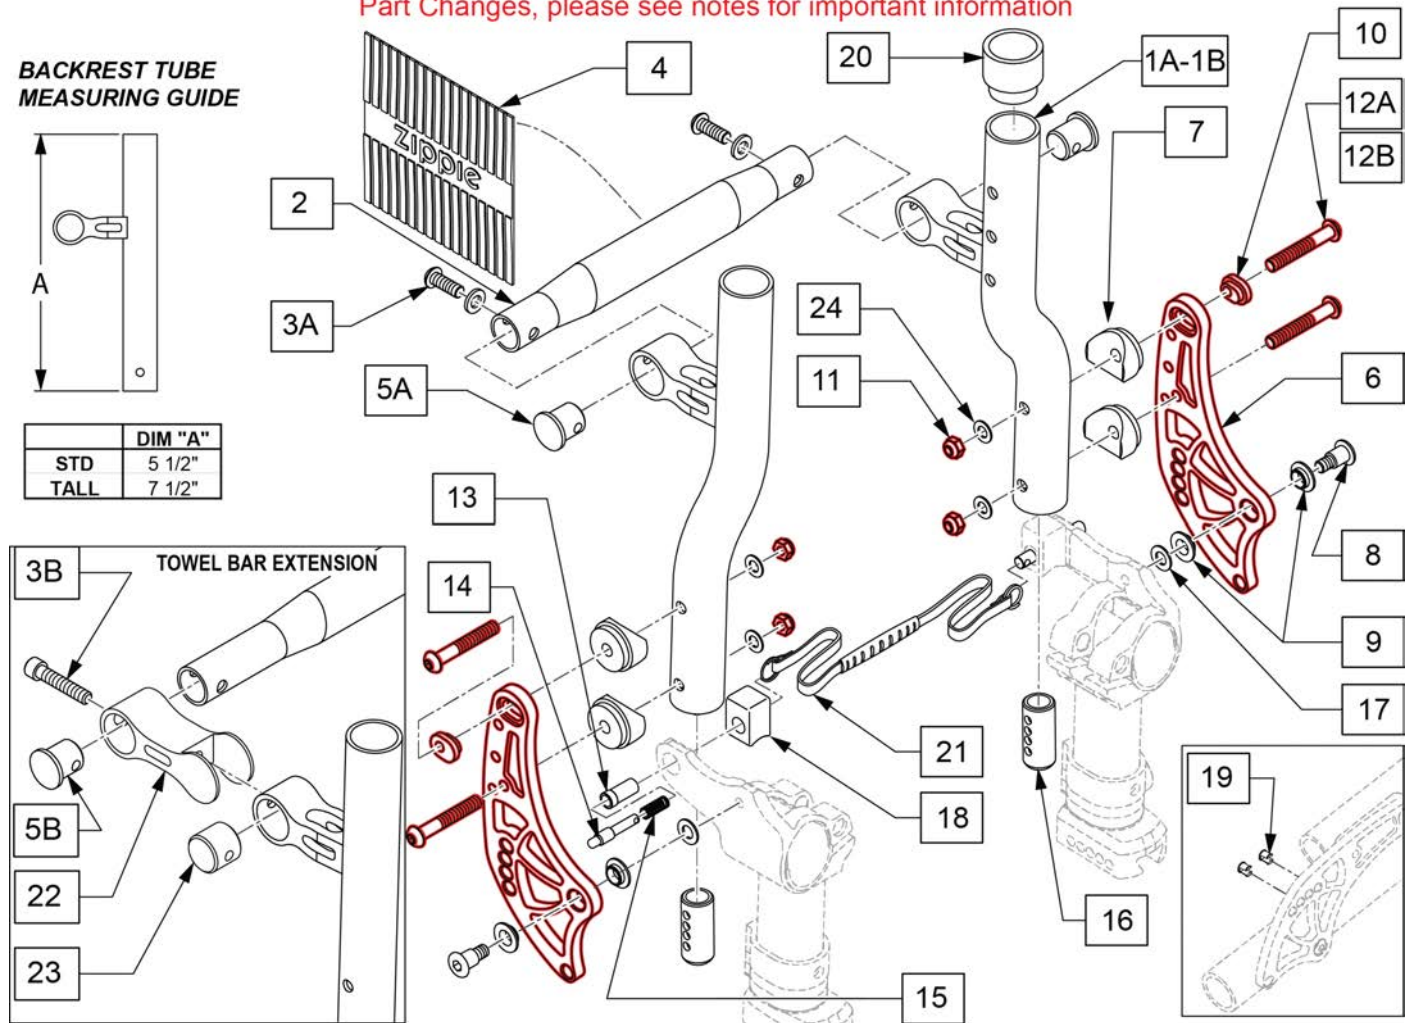 Part Changes, please see notes for important information
BACKREST TUBE
MEASURING GUIDE
A
DIM "A"
STD 5 1/2"
TALL 7 1/2"
zippie
4
2
3A
5A
20
1A-1B
7
10
12A
12B
24
11
6
8
9
17
13
14
21
18
16
15
19
TOWEL BAR EXTENSION
3B
5B
22
23